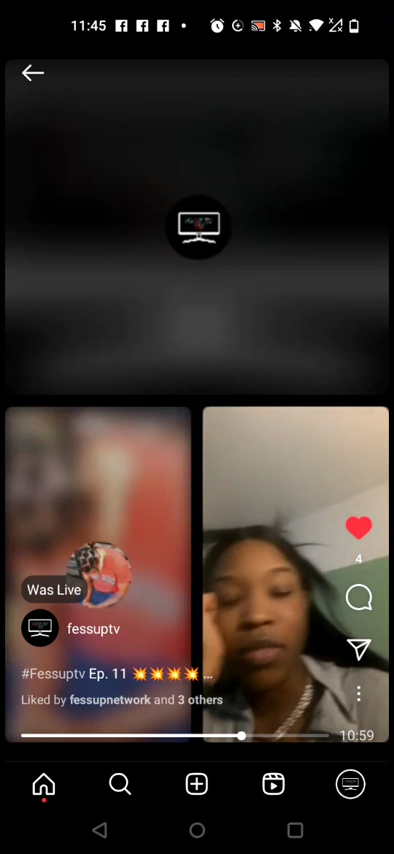 11:45
Was Live
fessuptv
#Fessuptv Ep. 11 💥💥💥💥 ...
Liked by fessupnetwork and 3 others
4
10:59